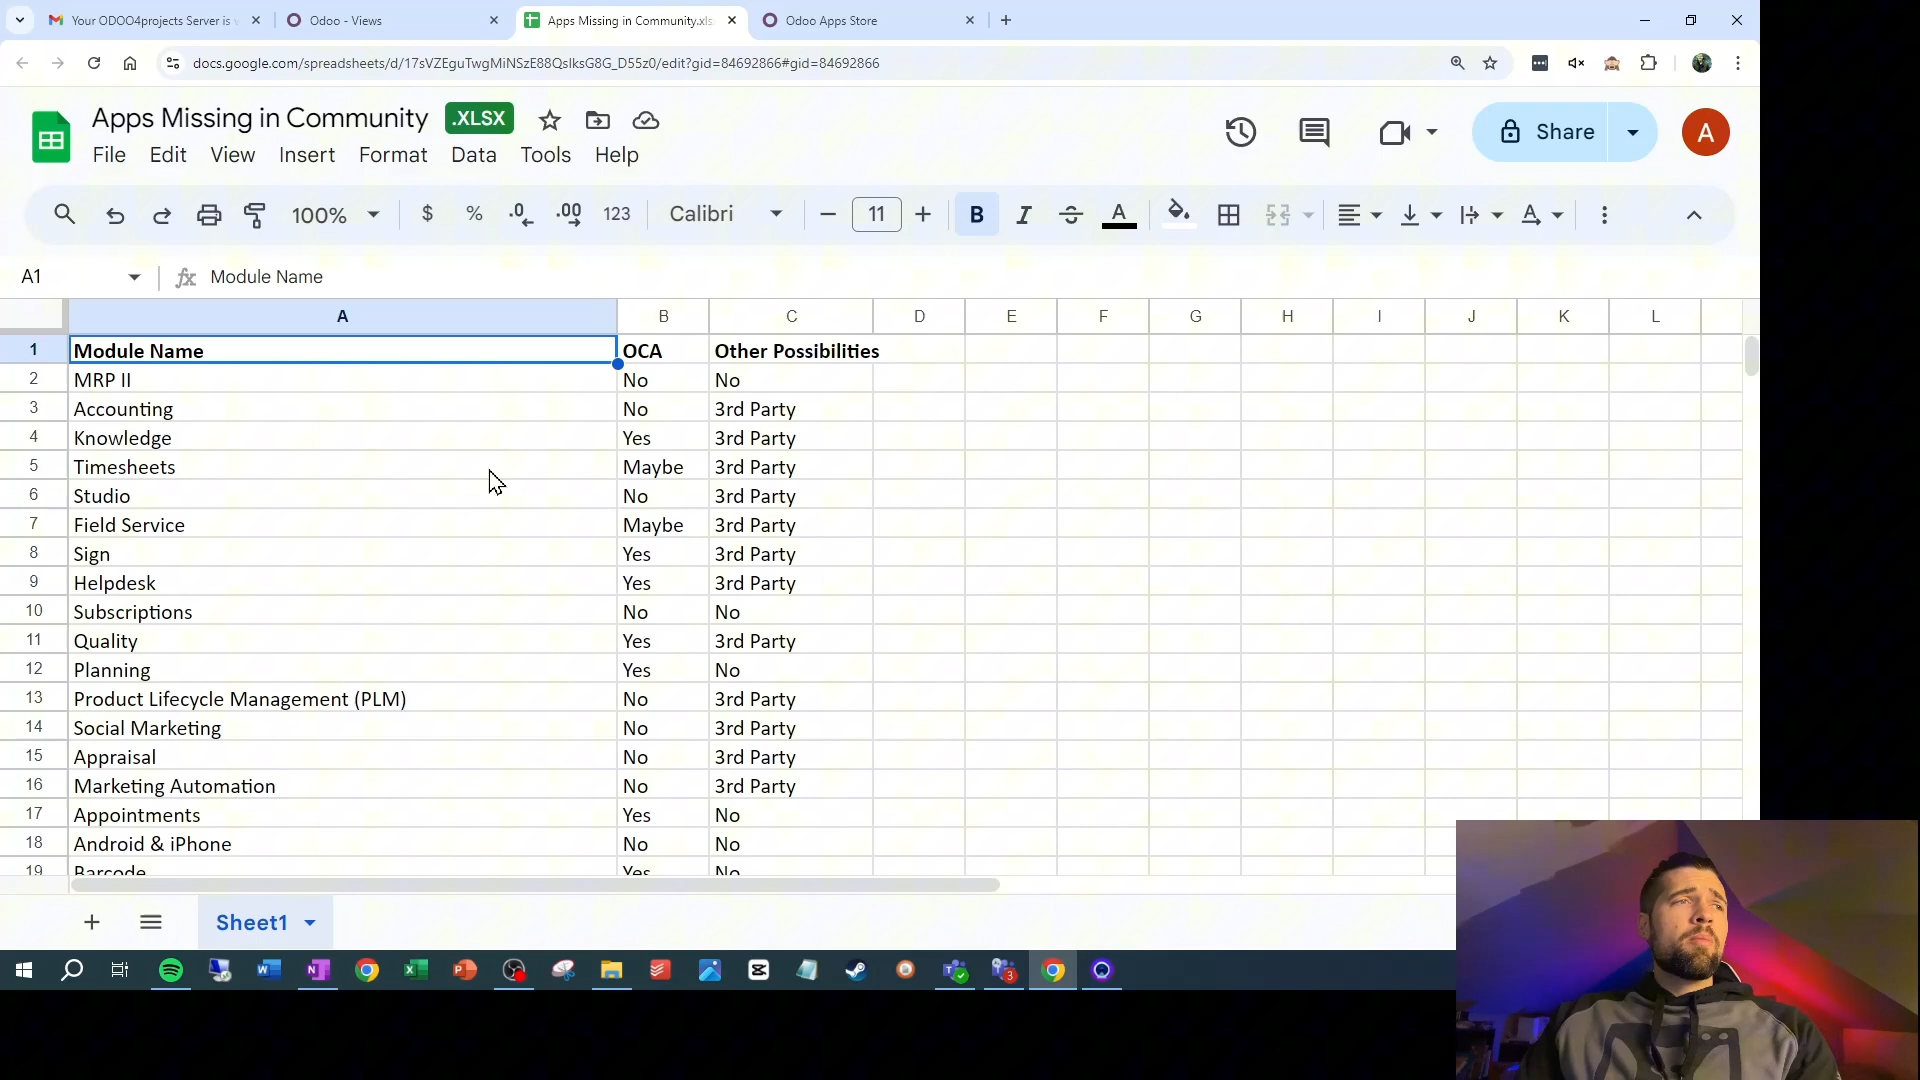 Your ODOO4projects Server is
Odoo - Views
Apps Missing in Community.xls
Odoo Apps Store
docs.google.com/spreadsheets/d/17sVZEguTwgMiNSzE88QsIksG8G_D55z0/edit?gid=84692866#gid=84692866
Apps Missing in Community .XLSX
Share
A
File Edit View Insert Format Data Tools Help
100% $ % .0 .00 123 Calibri 11 B I A A
A1 fx Module Name
A B C D E F G H I J K L
1 Module Name OCA Other Possibilities
2 MRP II No No
3 Accounting No 3rd Party
4 Knowledge Yes 3rd Party
5 Timesheets Maybe 3rd Party
6 Studio No 3rd Party
7 Field Service Maybe 3rd Party
8 Sign Yes 3rd Party
9 Helpdesk Yes 3rd Party
10 Subscriptions No No
11 Quality Yes 3rd Party
12 Planning Yes No
13 Product Lifecycle Management (PLM) No 3rd Party
14 Social Marketing No 3rd Party
15 Appraisal No 3rd Party
16 Marketing Automation No 3rd Party
17 Appointments Yes No
18 Android & iPhone No No
19 Barcode Yes No
Sheet1